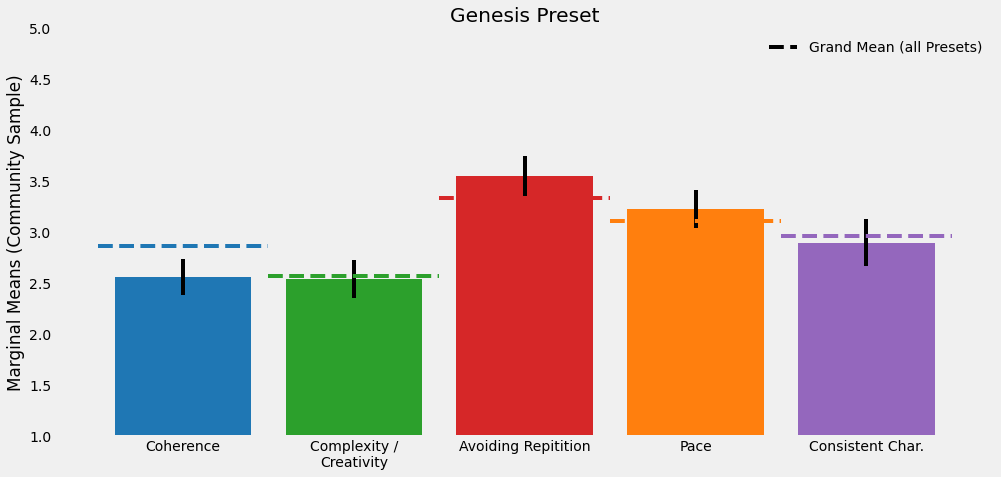 Genesis Preset
Grand Mean (all Presets)
Marginal Means (Community Sample)
5.0
4.5
4.0
3.5
3.0
2.5
2.0
1.5
1.0
Coherence
Complexity /
Creativity
Avoiding Repitition
Pace
Consistent Char.